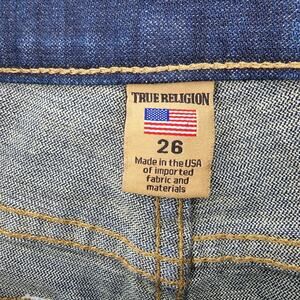 TRUE RELIGION
26
Made in the USA
of imported
fabric and
materials